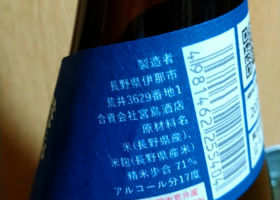 製造者
長野県伊那市
荒井3629番地1
合資会社宮島酒店
原材料名
米(長野県産)、
米麹(長野県産米)
精米歩合 71%
アルコール分17度
4981462255404